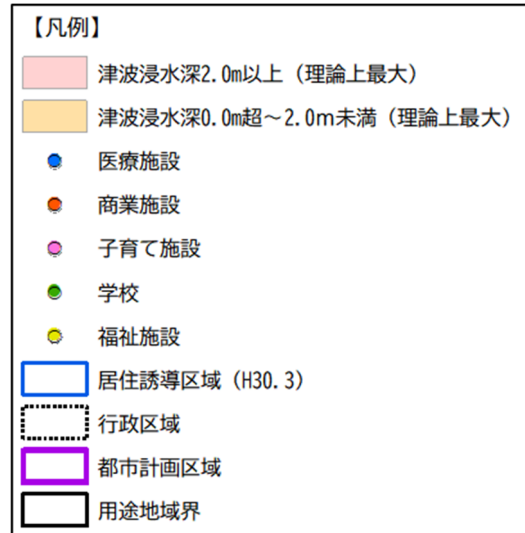 【凡例】
津波浸水深2.0m以上（理論上最大）
津波浸水深0.0m超～2.0m未満（理論上最大）
医療施設
商業施設
子育て施設
学校
福祉施設
居住誘導区域（H30.3）
行政区域
都市計画区域
用途地域界